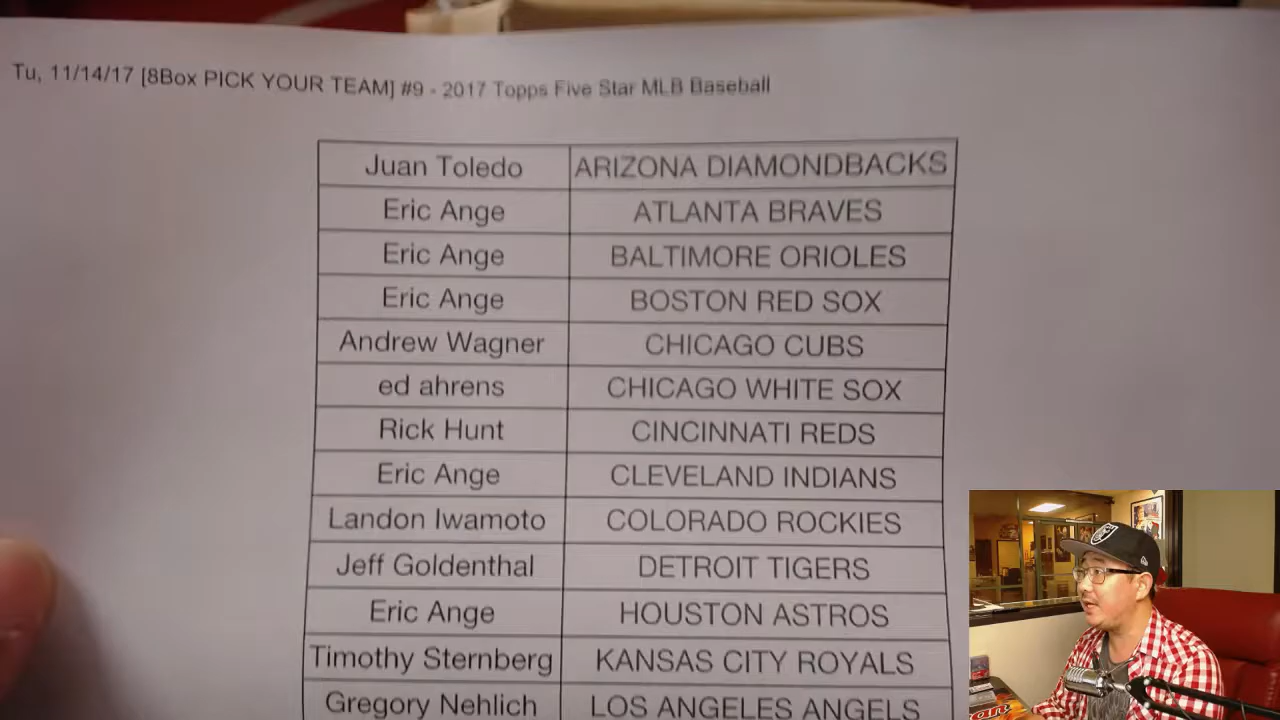 Tu, 11/14/17 [8Box PICK YOUR TEAM] #9 - 2017 Topps Five Star MLB Baseball
Juan Toledo ARIZONA DIAMONDBACKS
Eric Ange ATLANTA BRAVES
Eric Ange BALTIMORE ORIOLES
Eric Ange BOSTON RED SOX
Andrew Wagner CHICAGO CUBS
ed ahrens CHICAGO WHITE SOX
Rick Hunt CINCINNATI REDS
Eric Ange CLEVELAND INDIANS
Landon Iwamoto COLORADO ROCKIES
Jeff Goldenthal DETROIT TIGERS
Eric Ange HOUSTON ASTROS
Timothy Sternberg KANSAS CITY ROYALS
Gregory Nehlich LOS ANGELES ANGELS